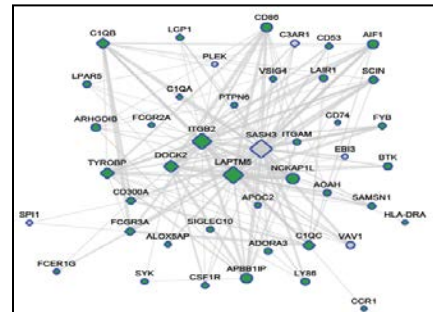 CD86
C1QB
LCP1
C3AR1
CD53
AIF1
PLEK
LPAR5
VSIG4
LAIR1
SCIN
C1QA
PTPN6
ARHGDIB
FCGR2A
CD74
FYB
ITGB2
SASH3
ITGAM
EBI3
TYROBP
DOCK2
BTK
LAPTM5
NCKAP1L
CD300A
AOAH
SAMSN1
APOC2
HLA-DRA
SPI1
FCGR3A
SIGLEC10
ALOX5AP
C1QC
VAV1
ADORA3
FCER1G
SYK
CSF1R
APBB1IP
LY86
CCR1